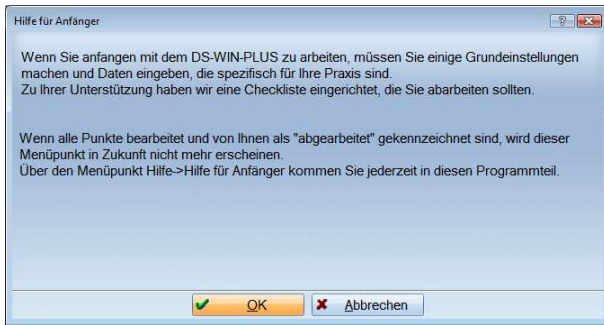 Hilfe für Anfänger
Wenn Sie anfangen mit dem DS-WIN-PLUS zu arbeiten, müssen Sie einige Grundeinstellungen
machen und Daten eingeben, die spezifisch für Ihre Praxis sind.
Zu Ihrer Unterstützung haben wir eine Checkliste eingerichtet, die Sie abarbeiten sollten.
Wenn alle Punkte bearbeitet und von Ihnen als "abgearbeitet" gekennzeichnet sind, wird dieser
Menüpunkt in Zukunft nicht mehr erscheinen.
Über den Menüpunkt Hilfe->Hilfe für Anfänger kommen Sie jederzeit in diesen Programmteil.
OK
Abbrechen